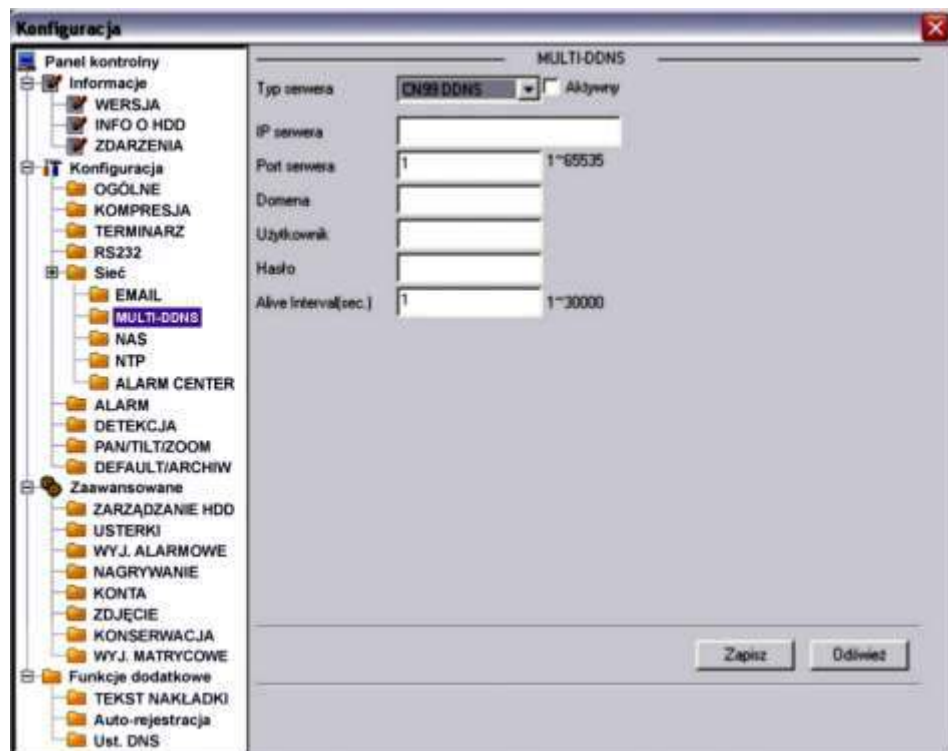 Konfiguracja
Panel kontrolny
Informacje
WERSJA
INFO O HDD
ZDARZENIA
Konfiguracja
OGÓLNE
KOMPRESJA
TERMINARZ
RS232
Sieć
EMAIL
MULTI-DDNS
NAS
NTP
ALARM CENTER
ALARM
DETEKCJA
PAN/TILT/ZOOM
DEFAULT/ARCHIW
Zaawansowane
ZARZĄDZANIE HDD
USTERKI
WYJ. ALARMOWE
NAGRYWANIE
KONTA
ZDJĘCIE
KONSERWACJA
WYJ. MATRYCOWE
Funkcje dodatkowe
TEKST NAKŁADKI
Auto-rejestracja
Ust. DNS
MULTI-DDNS
Typ serwera CN99 DDNS Aktywny
IP serwera
Port serwera 1 1~65535
Domena
Użytkownik
Hasło
Alive Interval(sec.) 1 1~30000
Zapisz Odśwież